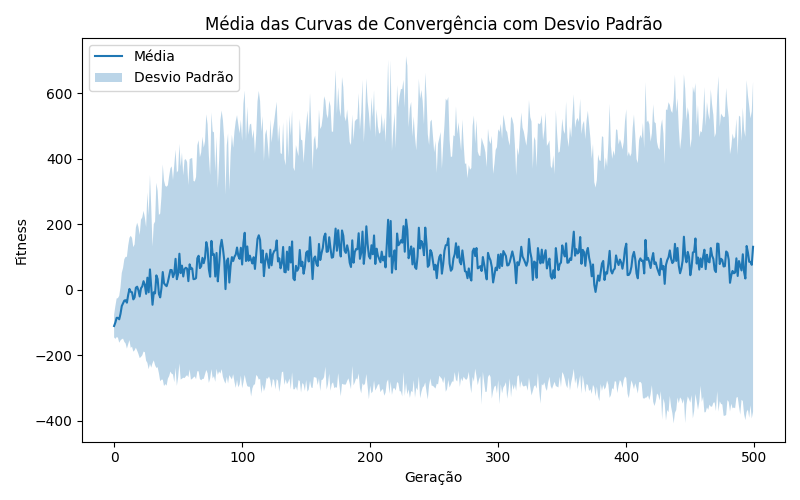 Média das Curvas de Convergência com Desvio Padrão
Média
Desvio Padrão
Fitness
600
400
200
0
−200
−400
0 100 200 300 400 500
Geração